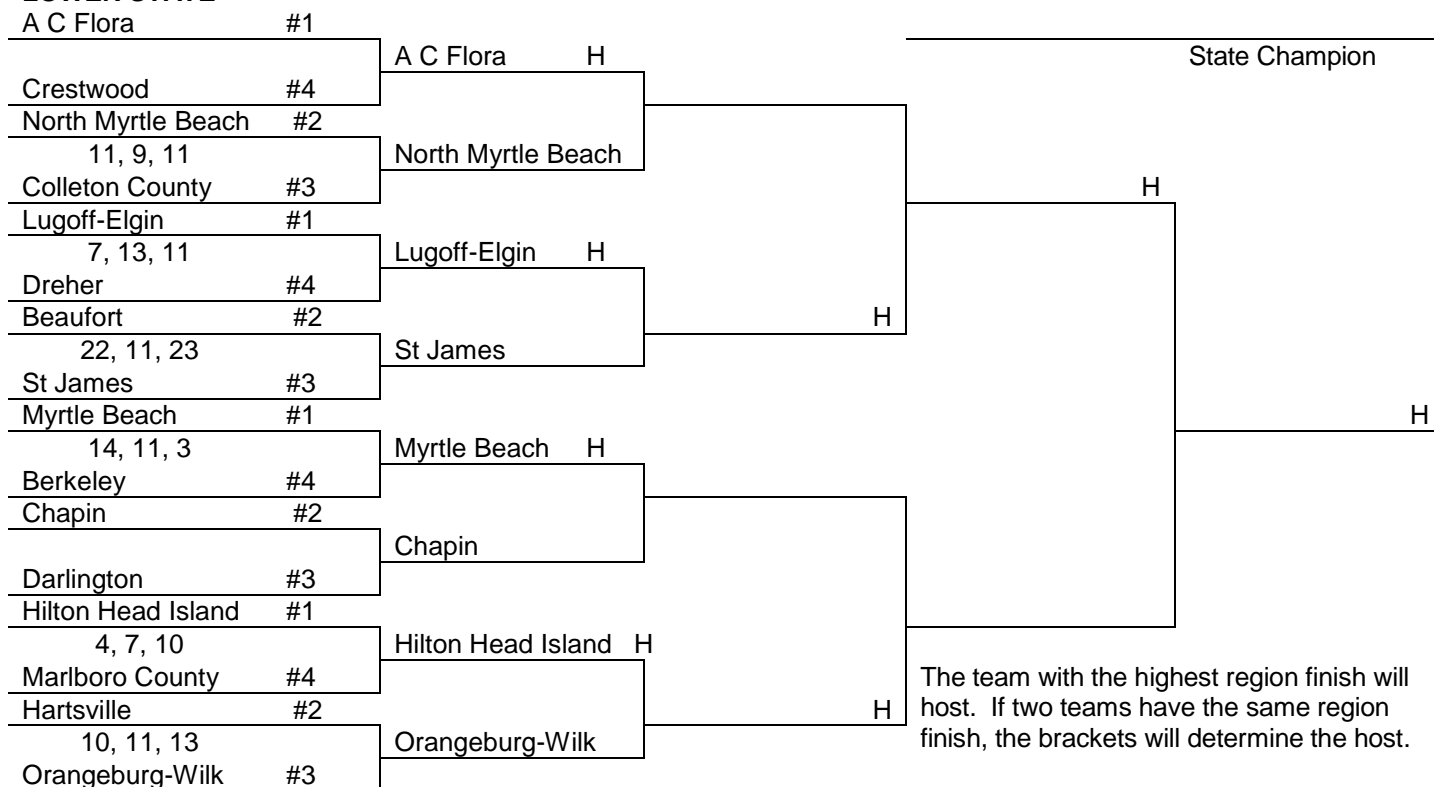 A C Flora #1
A C Flora H
State Champion
Crestwood #4
North Myrtle Beach #2
11, 9, 11
North Myrtle Beach
Colleton County #3
H
Lugoff-Elgin #1
7, 13, 11
Lugoff-Elgin H
Dreher #4
Beaufort #2
H
22, 11, 23
St James
St James #3
Myrtle Beach #1
H
14, 11, 3
Myrtle Beach H
Berkeley #4
Chapin #2
Chapin
Darlington #3
Hilton Head Island #1
4, 7, 10
Hilton Head Island H
Marlboro County #4
The team with the highest region finish will
Hartsville #2
H
host. If two teams have the same region
10, 11, 13
Orangeburg-Wilk
finish, the brackets will determine the host.
Orangeburg-Wilk #3